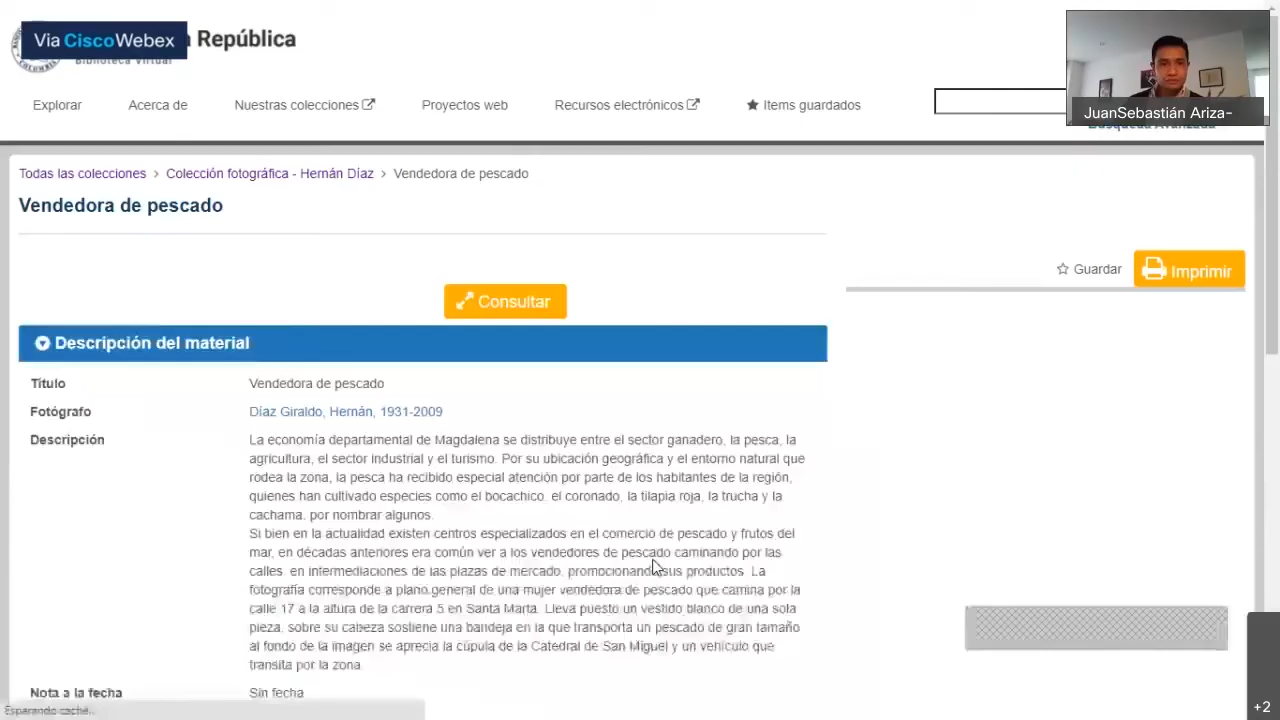 Vía CiscoWebex
República
Biblioteca Virtual
Explorar
Acerca de
Nuestras colecciones
Proyectos web
Recursos electrónicos
Items guardados
JuanSebastián Ariza-
Búsqueda Avanzada
Todas las colecciones › Colección fotográfica - Hernán Díaz › Vendedora de pescado
Vendedora de pescado
Guardar
Imprimir
Consultar
Descripción del material
Título Vendedora de pescado
Fotógrafo Díaz Giraldo, Hernán, 1931-2009
Descripción La economía departamental de Magdalena se distribuye entre el sector ganadero, la pesca, la
agricultura, el sector industrial y el turismo. Por su ubicación geográfica y el entorno natural que
rodea la zona, la pesca ha recibido especial atención por parte de los habitantes de la región,
quienes han cultivado especies como el bocachico, el coronado, la tilapia roja, la trucha y la
cachama, por nombrar algunos.
Si bien en la actualidad existen centros especializados en el comercio de pescado y frutos del
mar, en décadas anteriores era común ver a los vendedores de pescado caminando por las
calles, en intermediaciones de las plazas de mercado, promocionando sus productos. La
fotografía corresponde a plano general de una mujer vendedora de pescado que camina por la
calle 17 a la altura de la carrera 5 en Santa Marta. Lleva puesto un vestido blanco de una sola
pieza, sobre su cabeza sostiene una bandeja en la que transporta un pescado de gran tamaño
al fondo de la imagen se aprecia la cúpula de la Catedral de San Miguel y un vehículo que
transita por la zona.
Nota a la fecha Sin fecha
Esperando caché...
+2